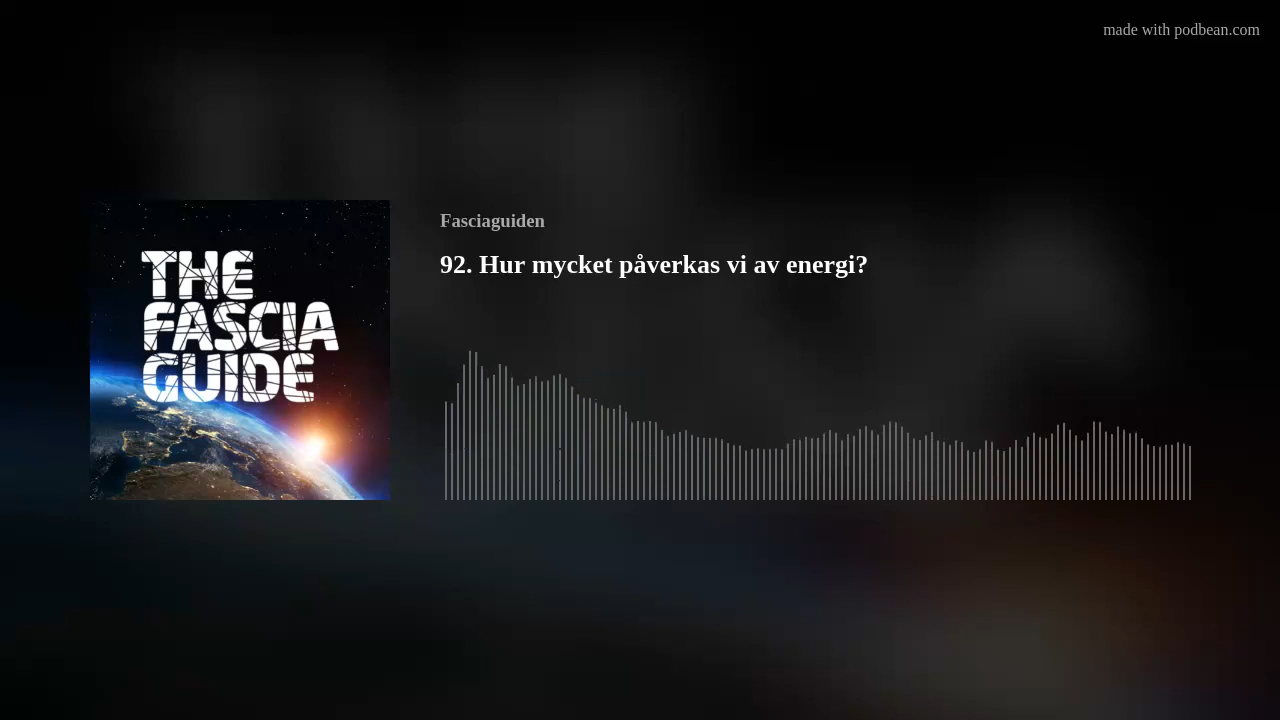 made with podbean.com
THE
FASCIA
GUIDE
Fasciaguiden
92. Hur mycket påverkas vi av energi?